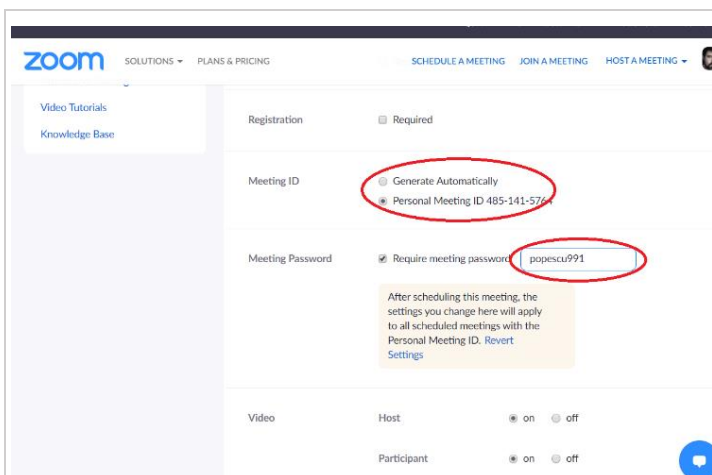 zoom SOLUTIONS PLANS & PRICING SCHEDULE A MEETING JOIN A MEETING HOST A MEETING
Video Tutorials
Knowledge Base
Registration Required
Meeting ID Generate Automatically
Personal Meeting ID 485-141-576
Meeting Password Require meeting password popescu991
After scheduling this meeting, the
settings you change here will apply
to all scheduled meetings with the
Personal Meeting ID. Revert
Settings
Video Host on off
Participant on off